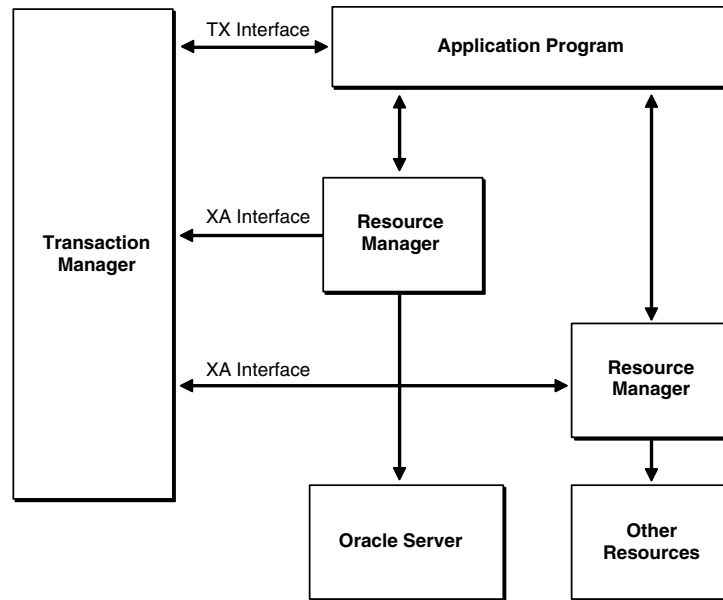 TX Interface
Application Program
XA Interface
Resource
Manager
Transaction
Manager
XA Interface
Resource
Manager
Oracle Server
Other
Resources